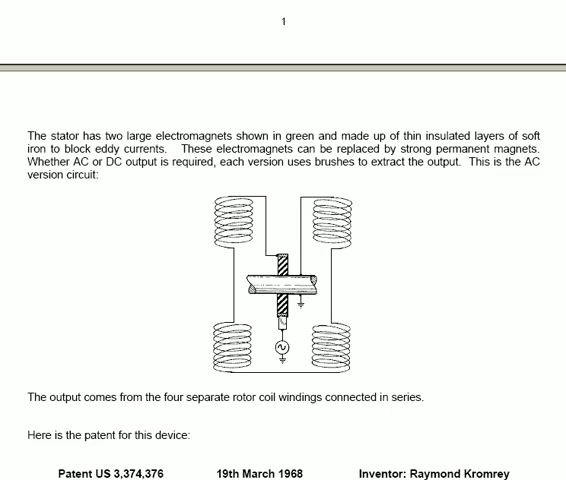 1
The stator has two large electromagnets shown in green and made up of thin insulated layers of soft
iron to block eddy currents. These electromagnets can be replaced by strong permanent magnets.
Whether AC or DC output is required, each version uses brushes to extract the output. This is the AC
version circuit:
The output comes from the four separate rotor coil windings connected in series.
Here is the patent for this device:
Patent US 3,374,376 19th March 1968 Inventor: Raymond Kromrey